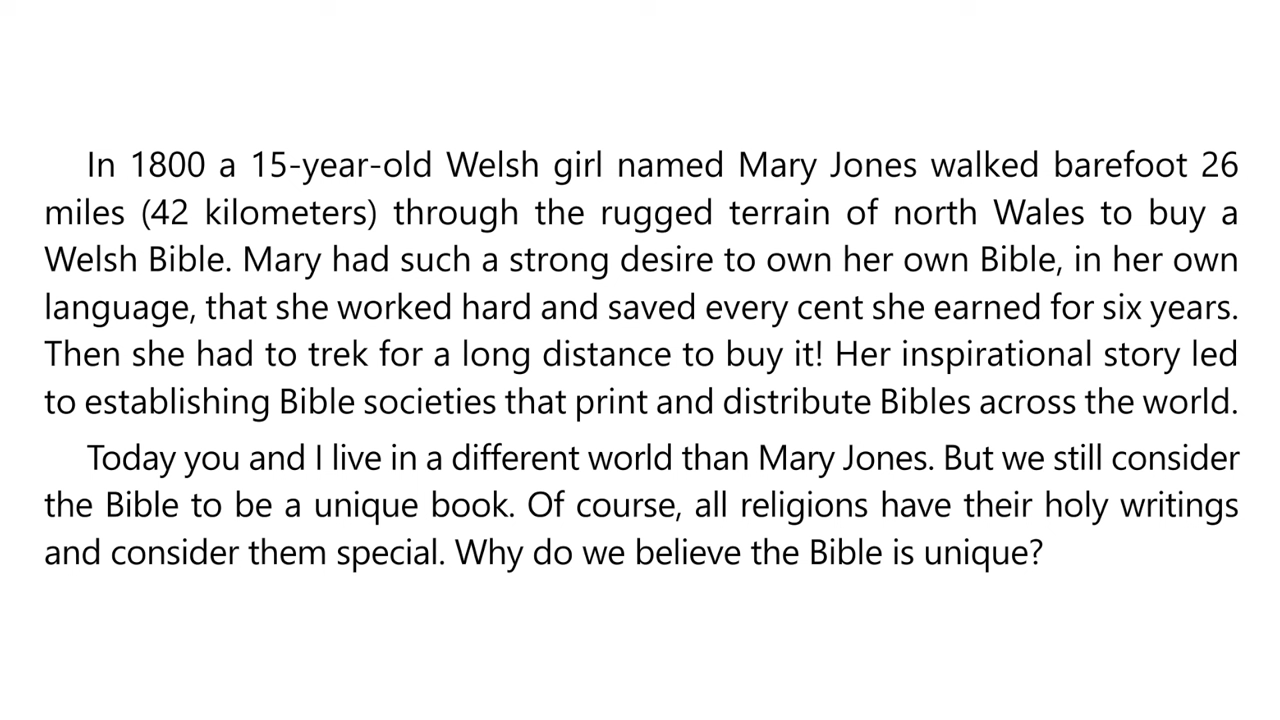 In 1800 a 15-year-old Welsh girl named Mary Jones walked barefoot 26
miles (42 kilometers) through the rugged terrain of north Wales to buy a
Welsh Bible. Mary had such a strong desire to own her own Bible, in her own
language, that she worked hard and saved every cent she earned for six years.
Then she had to trek for a long distance to buy it! Her inspirational story led
to establishing Bible societies that print and distribute Bibles across the world.
Today you and I live in a different world than Mary Jones. But we still consider
the Bible to be a unique book. Of course, all religions have their holy writings
and consider them special. Why do we believe the Bible is unique?